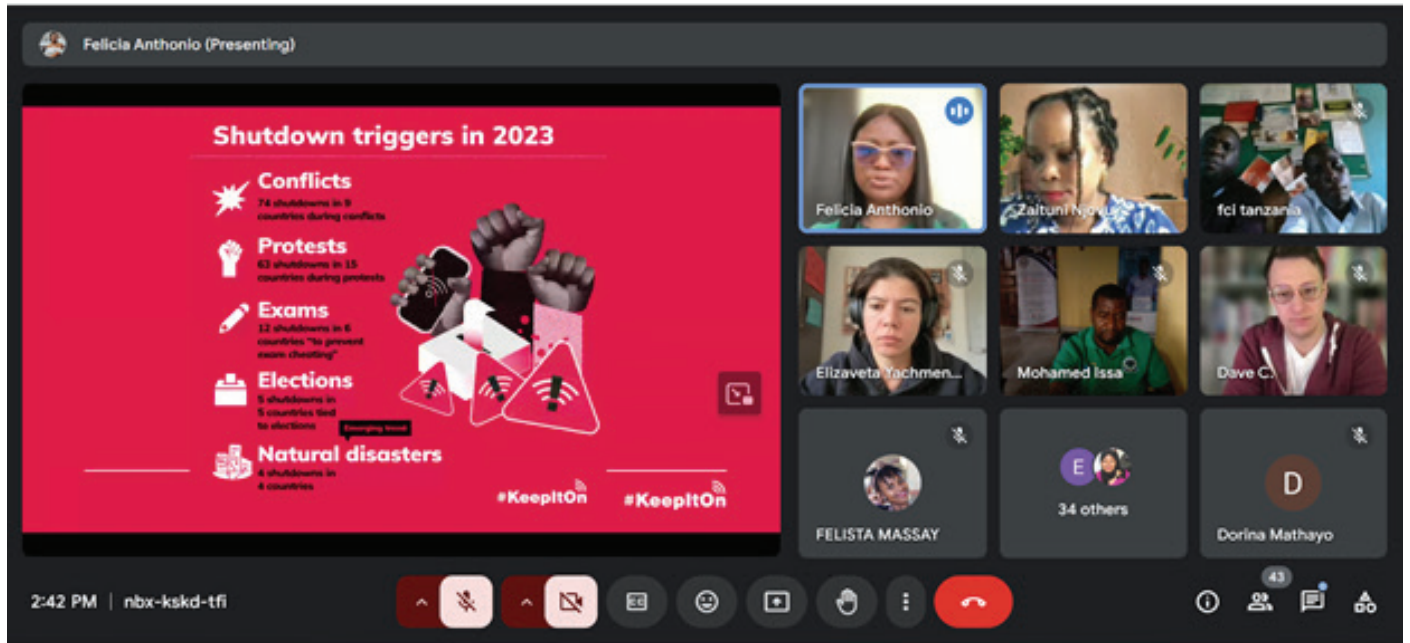 Felicia Anthonio (Presenting)
Shutdown triggers in 2023
Conflicts
74 shutdowns in 9
countries during conflicts
Protests
63 shutdowns in 15
countries during protests
Exams
12 shutdowns in 6
countries "to prevent
exam cheating"
Elections
5 shutdowns in
5 countries tied
to elections
Emerging trend
Natural disasters
4 shutdowns in
4 countries
#KeepItOn
#KeepItOn
Felicia Anthonio
Zaituni Njovu
fci tanzania
Elizaveta Yachmen...
Mohamed Issa
Dave C.
FELISTA MASSAY
E
34 others
D
Dorina Mathayo
2:42 PM | nbx-kskd-tfi
CC
43